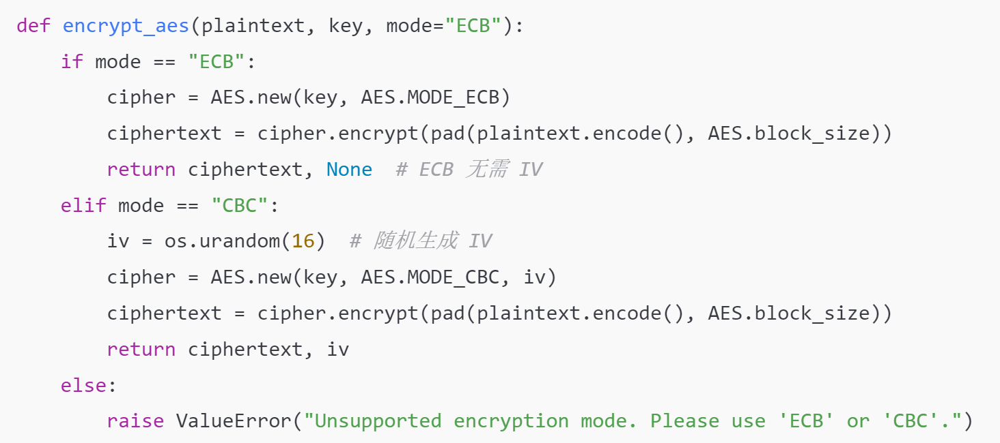 def encrypt_aes(plaintext, key, mode="ECB"):
    if mode == "ECB":
        cipher = AES.new(key, AES.MODE_ECB)
        ciphertext = cipher.encrypt(pad(plaintext.encode(), AES.block_size))
        return ciphertext, None  # ECB 无需 IV
    elif mode == "CBC":
        iv = os.urandom(16)  # 随机生成 IV
        cipher = AES.new(key, AES.MODE_CBC, iv)
        ciphertext = cipher.encrypt(pad(plaintext.encode(), AES.block_size))
        return ciphertext, iv
    else:
        raise ValueError("Unsupported encryption mode. Please use 'ECB' or 'CBC'.")